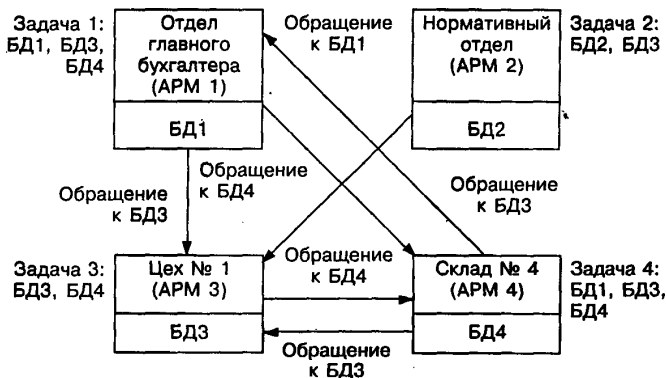 Задача 1:
БД1, БД3,
БД4
Отдел
главного
бухгалтера
(АРМ 1)
БД1
Обращение
к БД1
Нормативный
отдел
(АРМ 2)
БД2
Задача 2:
БД2, БД3
Обращение
к БД3
Обращение
к БД4
Обращение
к БД3
Задача 3:
БД3, БД4
Цех № 1
(АРМ 3)
БД3
Обращение
к БД4
Обращение
к БД3
Склад № 4
(АРМ 4)
БД4
Задача 4:
БД1, БД3,
БД4